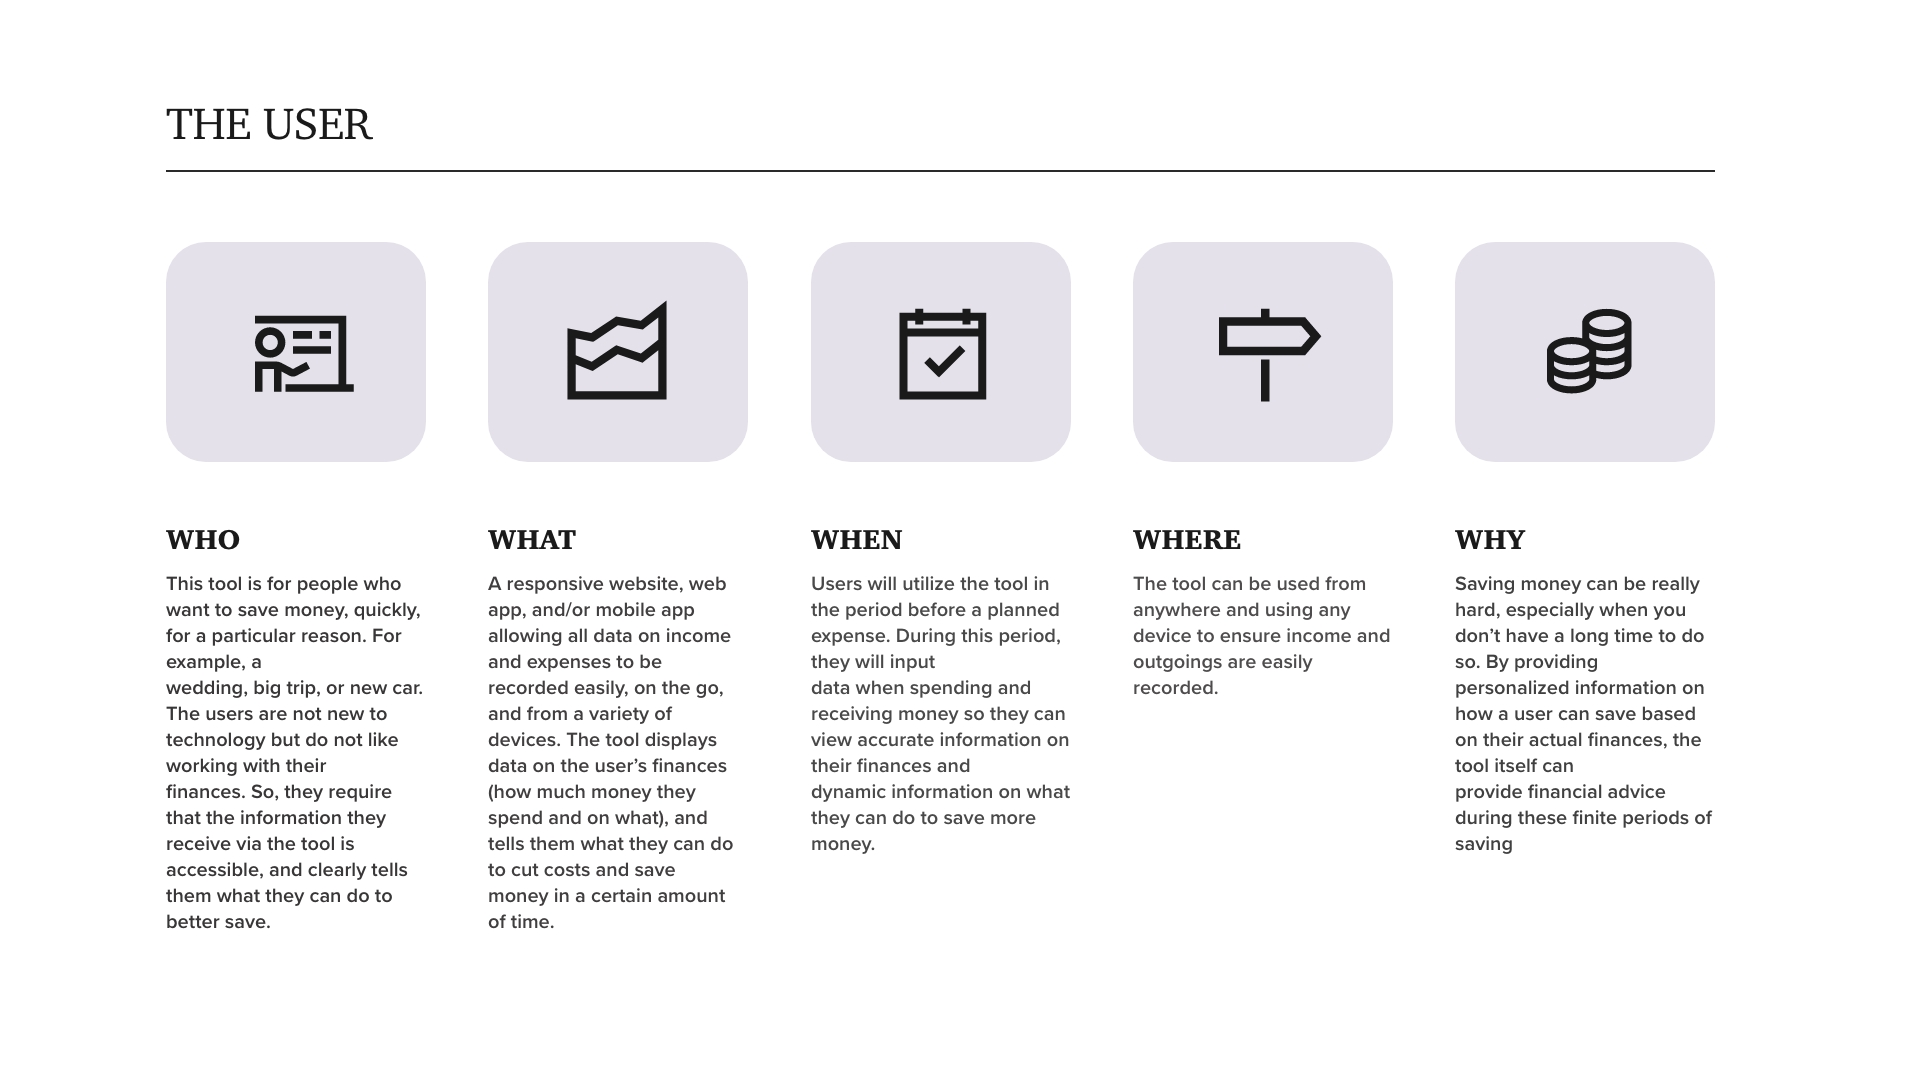 THE USER
WHO
This tool is for people who
want to save money, quickly,
for a particular reason. For
example, a
wedding, big trip, or new car.
The users are not new to
technology but do not like
working with their
finances. So, they require
that the information they
receive via the tool is
accessible, and clearly tells
them what they can do to
better save.
WHAT
A responsive website, web
app, and/or mobile app
allowing all data on income
and expenses to be
recorded easily, on the go,
and from a variety of
devices. The tool displays
data on the user’s finances
(how much money they
spend and on what), and
tells them what they can do
to cut costs and save
money in a certain amount
of time.
WHEN
Users will utilize the tool in
the period before a planned
expense. During this period,
they will input
data when spending and
receiving money so they can
view accurate information on
their finances and
dynamic information on what
they can do to save more
money.
WHERE
The tool can be used from
anywhere and using any
device to ensure income and
outgoings are easily
recorded.
WHY
Saving money can be really
hard, especially when you
don’t have a long time to do
so. By providing
personalized information on
how a user can save based
on their actual finances, the
tool itself can
provide financial advice
during these finite periods of
saving